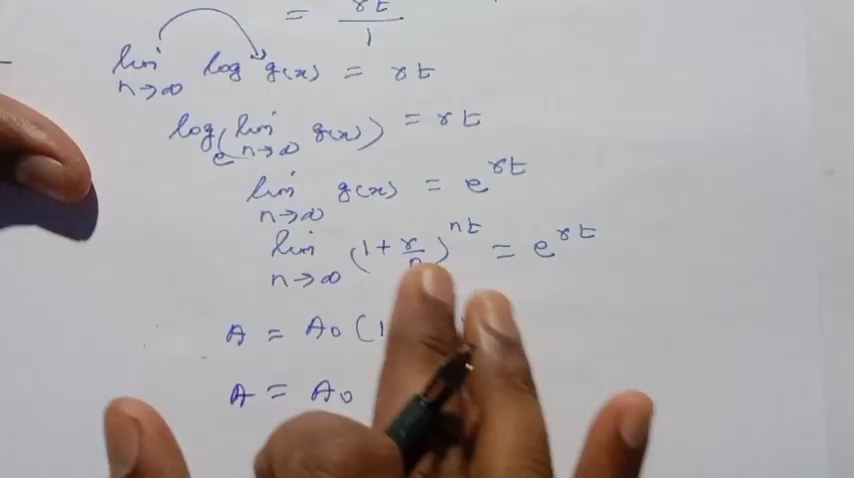 = rt/1
lim n→∞ log g(x) = rt
log e (lim n→∞ g(x)) = rt
lim n→∞ g(x) = e^rt
lim n→∞ (1 + r/n)^nt = e^rt
A = A₀ (1
A = A₀